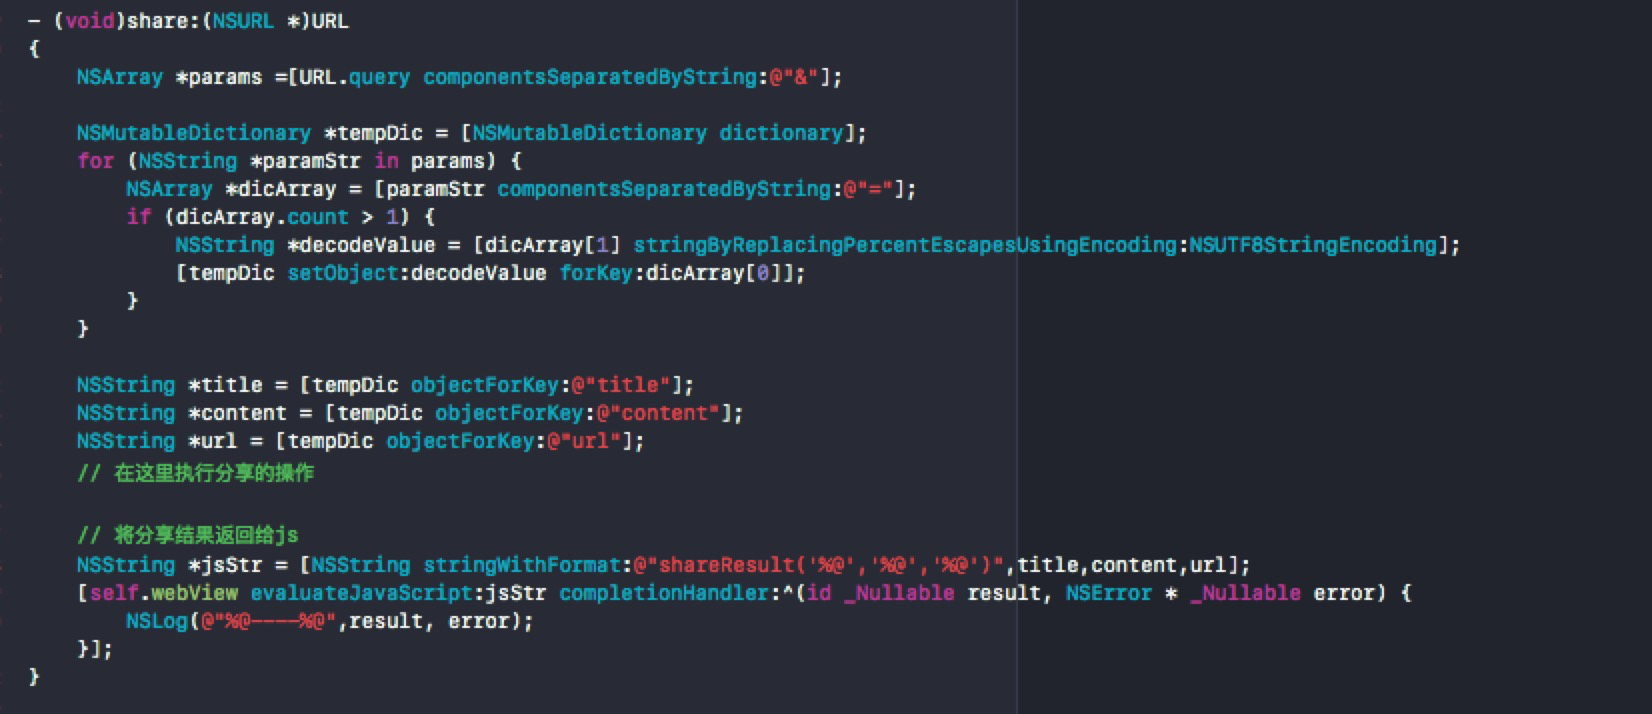 - (void)share:(NSURL *)URL
{
    NSArray *params =[URL.query componentsSeparatedByString:@"&"];

    NSMutableDictionary *tempDic = [NSMutableDictionary dictionary];
    for (NSString *paramStr in params) {
        NSArray *dicArray = [paramStr componentsSeparatedByString:@"="];
        if (dicArray.count > 1) {
            NSString *decodeValue = [dicArray[1] stringByReplacingPercentEscapesUsingEncoding:NSUTF8StringEncoding];
            [tempDic setObject:decodeValue forKey:dicArray[0]];
        }
    }

    NSString *title = [tempDic objectForKey:@"title"];
    NSString *content = [tempDic objectForKey:@"content"];
    NSString *url = [tempDic objectForKey:@"url"];
    // 在这里执行分享的操作

    // 将分享结果返回给js
    NSString *jsStr = [NSString stringWithFormat:@"shareResult('%@','%@','%@')",title,content,url];
    [self.webView evaluateJavaScript:jsStr completionHandler:^(id _Nullable result, NSError * _Nullable error) {
        NSLog(@"%@----%@",result, error);
    }];
}